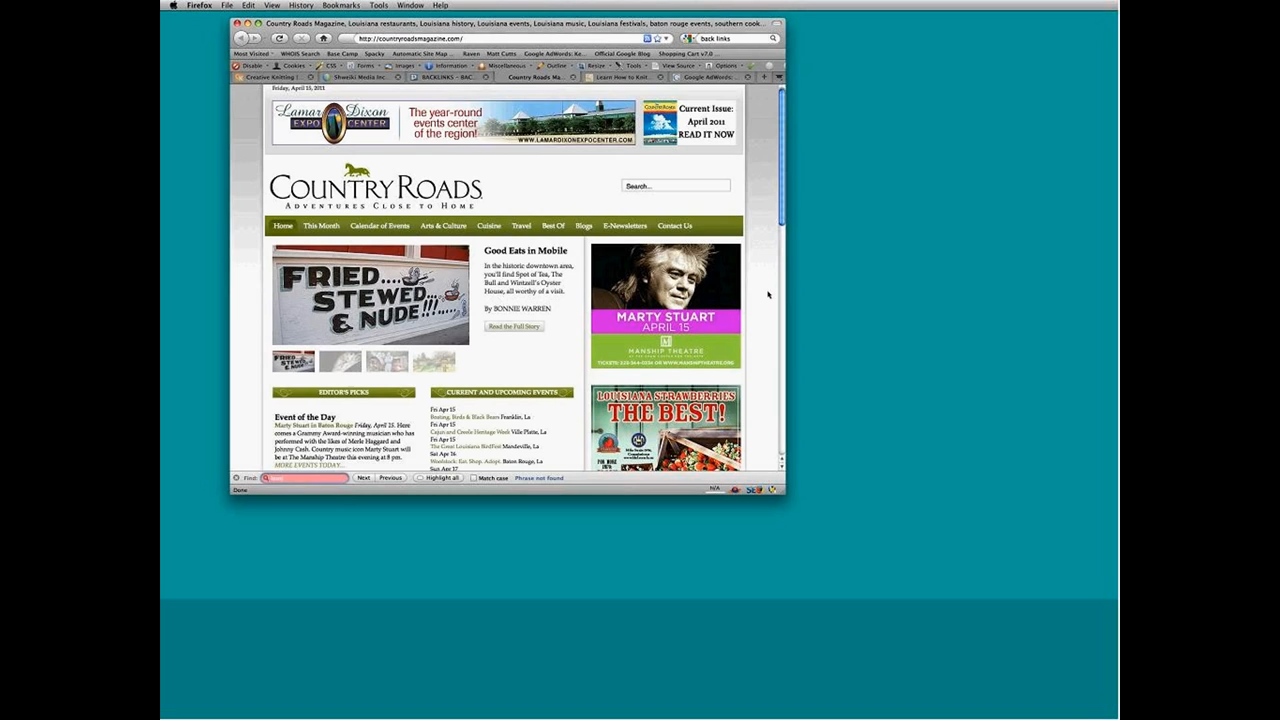 Firefox File Edit View History Bookmarks Tools Window Help
Country Roads Magazine, Louisiana restaurants, Louisiana history, Louisiana events, Louisiana music, Louisiana festivals, baton rouge events, southern cook...
http://countryroadsmagazine.com/
back links
Most Visited WHOIS Search Base Camp Spacky Automatic Site Map ... Raven Matt Cutts Google AdWords: Ke... Official Google Blog Shopping Cart v7.0 ...
Disable Cookies CSS Forms Images Information Miscellaneous Outline Resize Tools View Source Options
Creative Knitting | Shweiki Media Inc. BACKLINKS - BAC... Country Roads Ma... Learn How to Knit... Google AdWords: ...
Friday, April 15, 2011
Lamar Dixon
EXPO CENTER
The year-round
events center
of the region!
WWW.LAMARDIXONEXPOCENTER.COM
Current Issue:
April 2011
READ IT NOW
COUNTRY ROADS
ADVENTURES CLOSE TO HOME
Search...
Home This Month Calendar of Events Arts & Culture Cuisine Travel Best Of Blogs E-Newsletters Contact Us
FRIED....
STEWED...
& NUDE!!!
Good Eats in Mobile
In the historic downtown area,
you'll find Spot of Tea, The
Bull and Wintzell's Oyster
House, all worthy of a visit.
By BONNIE WARREN
Read the Full Story
MARTY STUART
APRIL 15
MANSHIP THEATRE
EDITOR'S PICKS
Event of the Day
Marty Stuart in Baton Rouge Friday, April 15. Here
comes a Grammy Award-winning musician who has
performed with the likes of Merle Haggard and
Johnny Cash. Country music icon Marty Stuart will
be at The Manship Theatre this evening at 8 pm.
MORE EVENTS TODAY...
CURRENT AND UPCOMING EVENTS
Fri Apr 15
Boating, Birds & Black Bears Franklin, La
Fri Apr 15
Cajun and Creole Heritage Week Ville Platte, La
Fri Apr 15
The Great Louisiana BirdFest Mandeville, La
Sat Apr 16
Woodstock: Eat. Shop. Adopt. Baton Rouge, La
Sun Apr 17
LOUISIANA STRAWBERRIES
THE BEST!
Find: Next Previous Highlight all Match case Phrase not found
Done
N/A